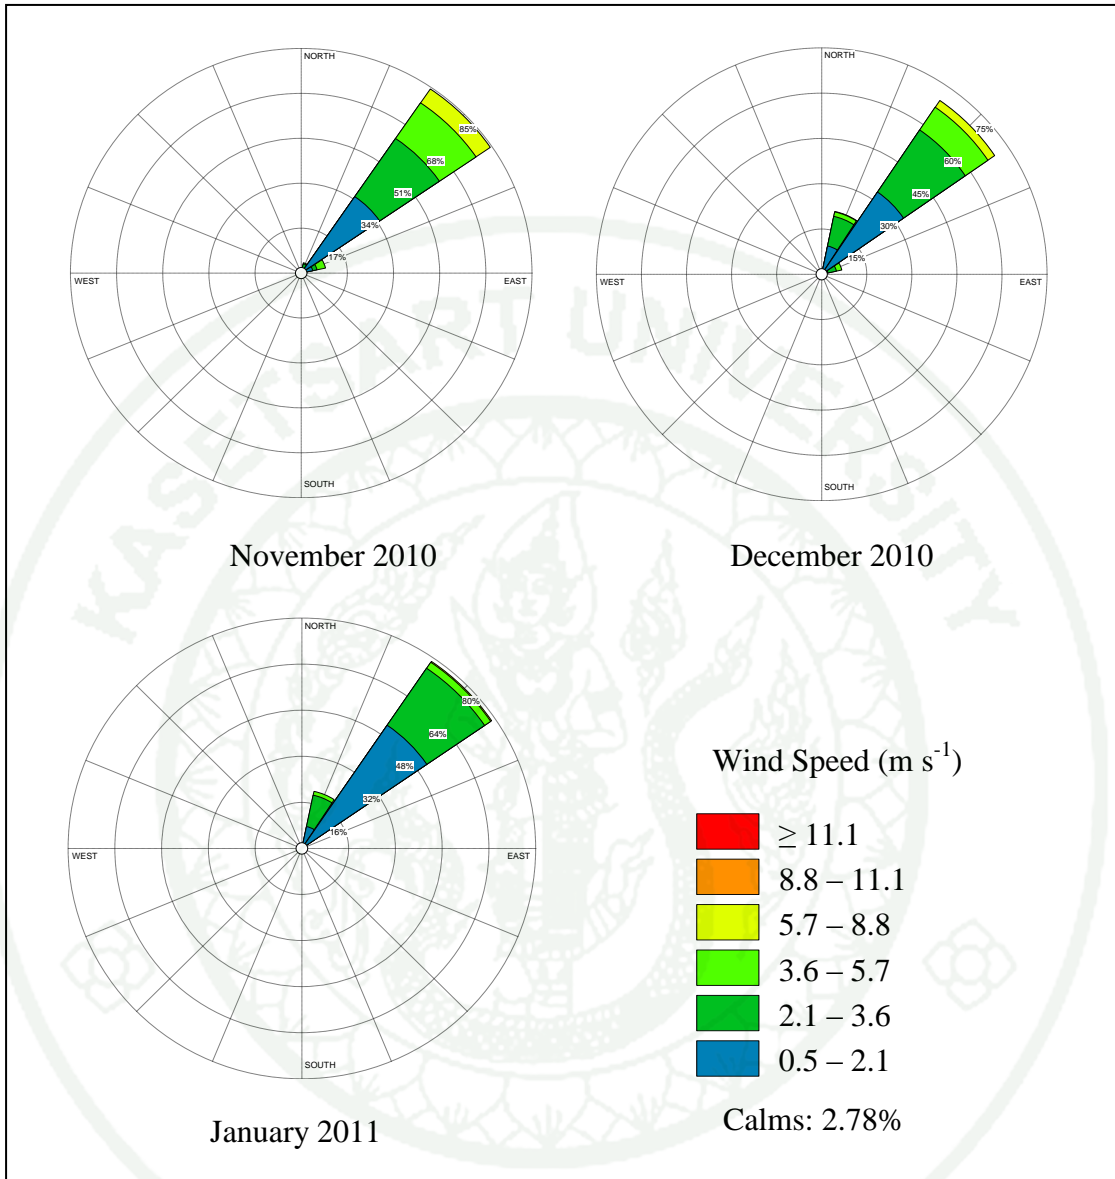 NORTH
85%
68%
51%
34%
17%
WEST
EAST
SOUTH
November 2010
NORTH
75%
60%
45%
30%
15%
WEST
EAST
SOUTH
December 2010
NORTH
80%
64%
48%
32%
16%
WEST
EAST
SOUTH
January 2011
Wind Speed (m s⁻¹)
≥ 11.1
8.8 – 11.1
5.7 – 8.8
3.6 – 5.7
2.1 – 3.6
0.5 – 2.1
Calms: 2.78%
KASETSART UNIVERSITY